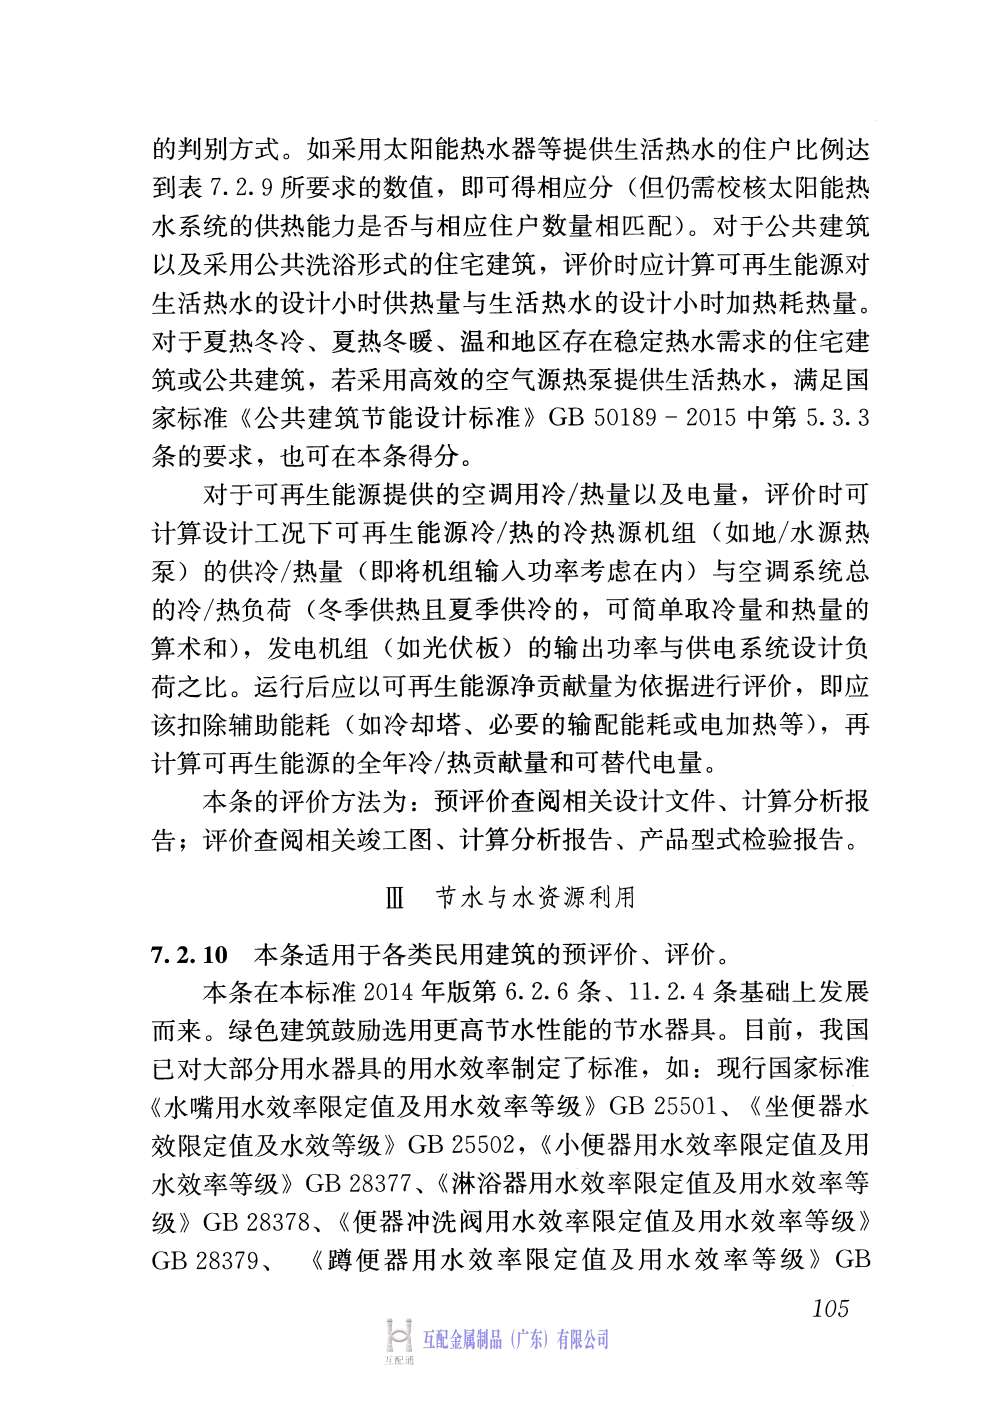 的判别方式。如采用太阳能热水器等提供生活热水的住户比例达
到表 7.2.9 所要求的数值，即可得相应分（但仍需校核太阳能热
水系统的供热能力是否与相应住户数量相匹配）。对于公共建筑
以及采用公共洗浴形式的住宅建筑，评价时应计算可再生能源对
生活热水的设计小时供热量与生活热水的设计小时加热耗热量。
对于夏热冬冷、夏热冬暖、温和地区存在稳定热水需求的住宅建
筑或公共建筑，若采用高效的空气源热泵提供生活热水，满足国
家标准《公共建筑节能设计标准》GB 50189－2015 中第 5.3.3
条的要求，也可在本条得分。
对于可再生能源提供的空调用冷/热量以及电量，评价时可
计算设计工况下可再生能源冷/热的冷热源机组（如地/水源热
泵）的供冷/热量（即将机组输入功率考虑在内）与空调系统总
的冷/热负荷（冬季供热且夏季供冷的，可简单取冷量和热量的
算术和），发电机组（如光伏板）的输出功率与供电系统设计负
荷之比。运行后应以可再生能源净贡献量为依据进行评价，即应
该扣除辅助能耗（如冷却塔、必要的输配能耗或电加热等），再
计算可再生能源的全年冷/热贡献量和可替代电量。
本条的评价方法为：预评价查阅相关设计文件、计算分析报
告；评价查阅相关竣工图、计算分析报告、产品型式检验报告。
Ⅲ 节水与水资源利用
7.2.10 本条适用于各类民用建筑的预评价、评价。
本条在本标准 2014 年版第 6.2.6 条、11.2.4 条基础上发展
而来。绿色建筑鼓励选用更高节水性能的节水器具。目前，我国
已对大部分用水器具的用水效率制定了标准，如：现行国家标准
《水嘴用水效率限定值及用水效率等级》GB 25501、《坐便器水
效限定值及水效等级》GB 25502，《小便器用水效率限定值及用
水效率等级》GB 28377、《淋浴器用水效率限定值及用水效率等
级》GB 28378、《便器冲洗阀用水效率限定值及用水效率等级》
GB 28379、 《蹲便器用水效率限定值及用水效率等级》GB
105
互配通
互配金属制品（广东）有限公司